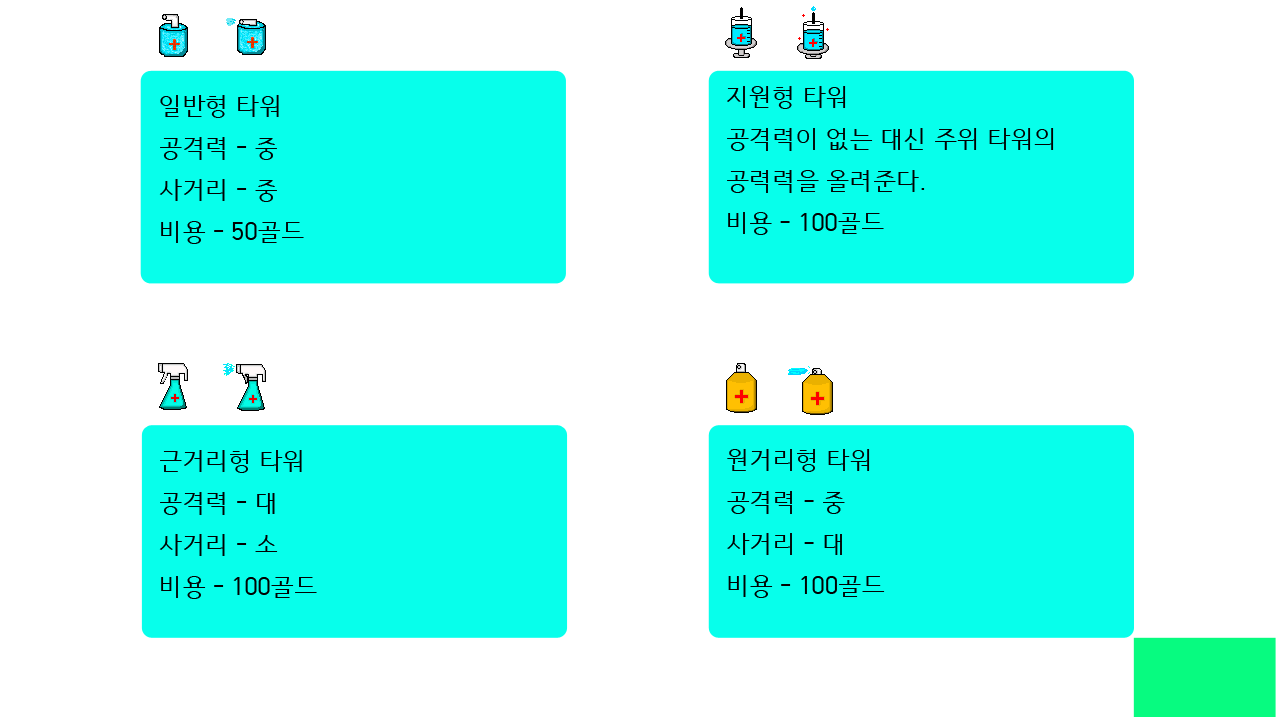 일반형 타워
공격력 - 중
사거리 - 중
비용 - 50골드
지원형 타워
공격력이 없는 대신 주위 타워의
공력력을 올려준다.
비용 - 100골드
근거리형 타워
공격력 - 대
사거리 - 소
비용 - 100골드
원거리형 타워
공격력 - 중
사거리 - 대
비용 - 100골드